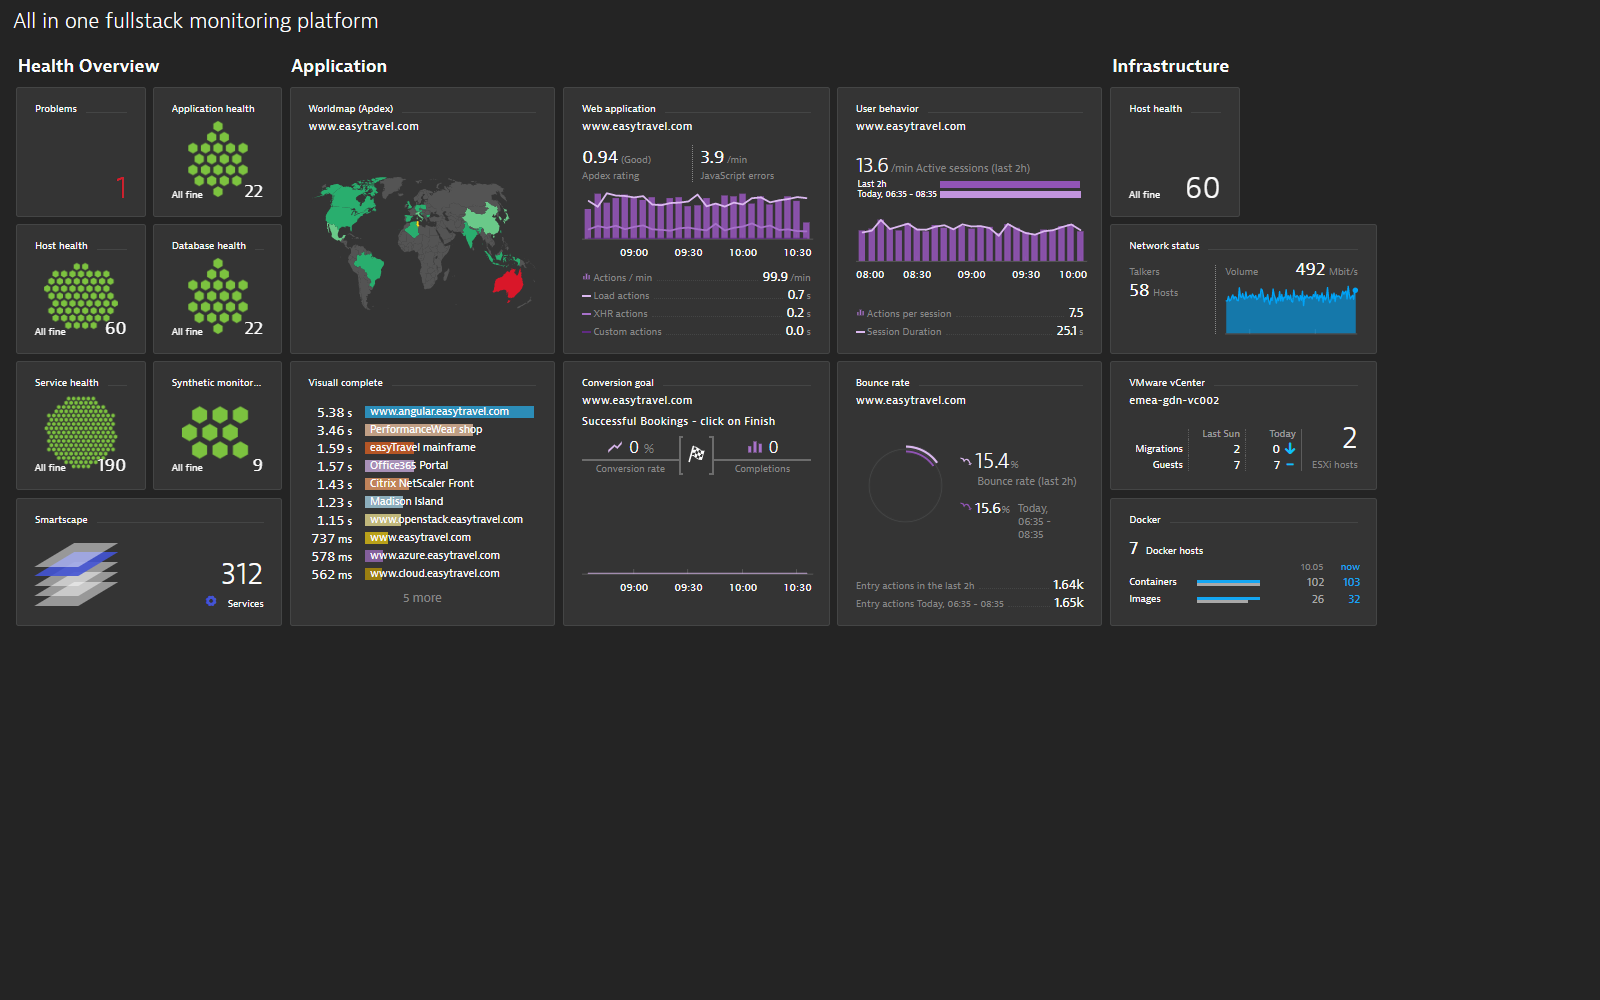 All in one fullstack monitoring platform
Health Overview
Application
Infrastructure
Problems
1
Application health
All fine
22
Host health
All fine
60
Database health
All fine
22
Service health
All fine
190
Synthetic monitor...
All fine
9
Smartscape
312
Services
Worldmap (Apdex)
www.easytravel.com
Visuall complete
5.38 s www.angular.easytravel.com
3.46 s PerformanceWear shop
1.59 s easyTravel mainframe
1.57 s Office365 Portal
1.43 s Citrix NetScaler Front
1.23 s Madison Island
1.15 s www.openstack.easytravel.com
737 ms www.easytravel.com
578 ms www.azure.easytravel.com
562 ms www.cloud.easytravel.com
5 more
Web application
www.easytravel.com
0.94 (Good)
Apdex rating
3.9 /min
JavaScript errors
09:00 09:30 10:00 10:30
Actions / min 99.9 /min
Load actions 0.7 s
XHR actions 0.2 s
Custom actions 0.0 s
Conversion goal
www.easytravel.com
Successful Bookings - click on Finish
0 %
Conversion rate
0
Completions
09:00 09:30 10:00 10:30
User behavior
www.easytravel.com
13.6 /min Active sessions (last 2h)
Last 2h
Today, 06:35 - 08:35
08:00 08:30 09:00 09:30 10:00
Actions per session 7.5
Session Duration 25.1 s
Bounce rate
www.easytravel.com
15.4 %
Bounce rate (last 2h)
15.6 % Today,
06:35 -
08:35
Entry actions in the last 2h 1.64k
Entry actions Today, 06:35 - 08:35 1.65k
Host health
All fine
60
Network status
Talkers
58 Hosts
Volume 492 Mbit/s
VMware vCenter
emea-gdn-vc002
Last Sun Today
Migrations 2 0
Guests 7 7
2
ESXi hosts
Docker
7 Docker hosts
10.05 now
Containers 102 103
Images 26 32